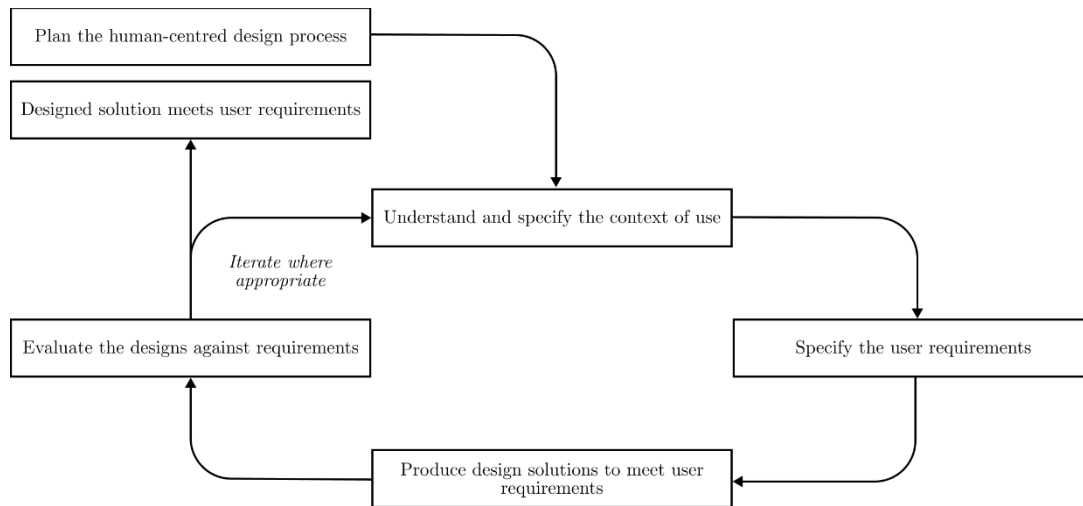 Plan the human-centred design process
Designed solution meets user requirements
Understand and specify the context of use
Iterate where
appropriate
Evaluate the designs against requirements
Specify the user requirements
Produce design solutions to meet user
requirements